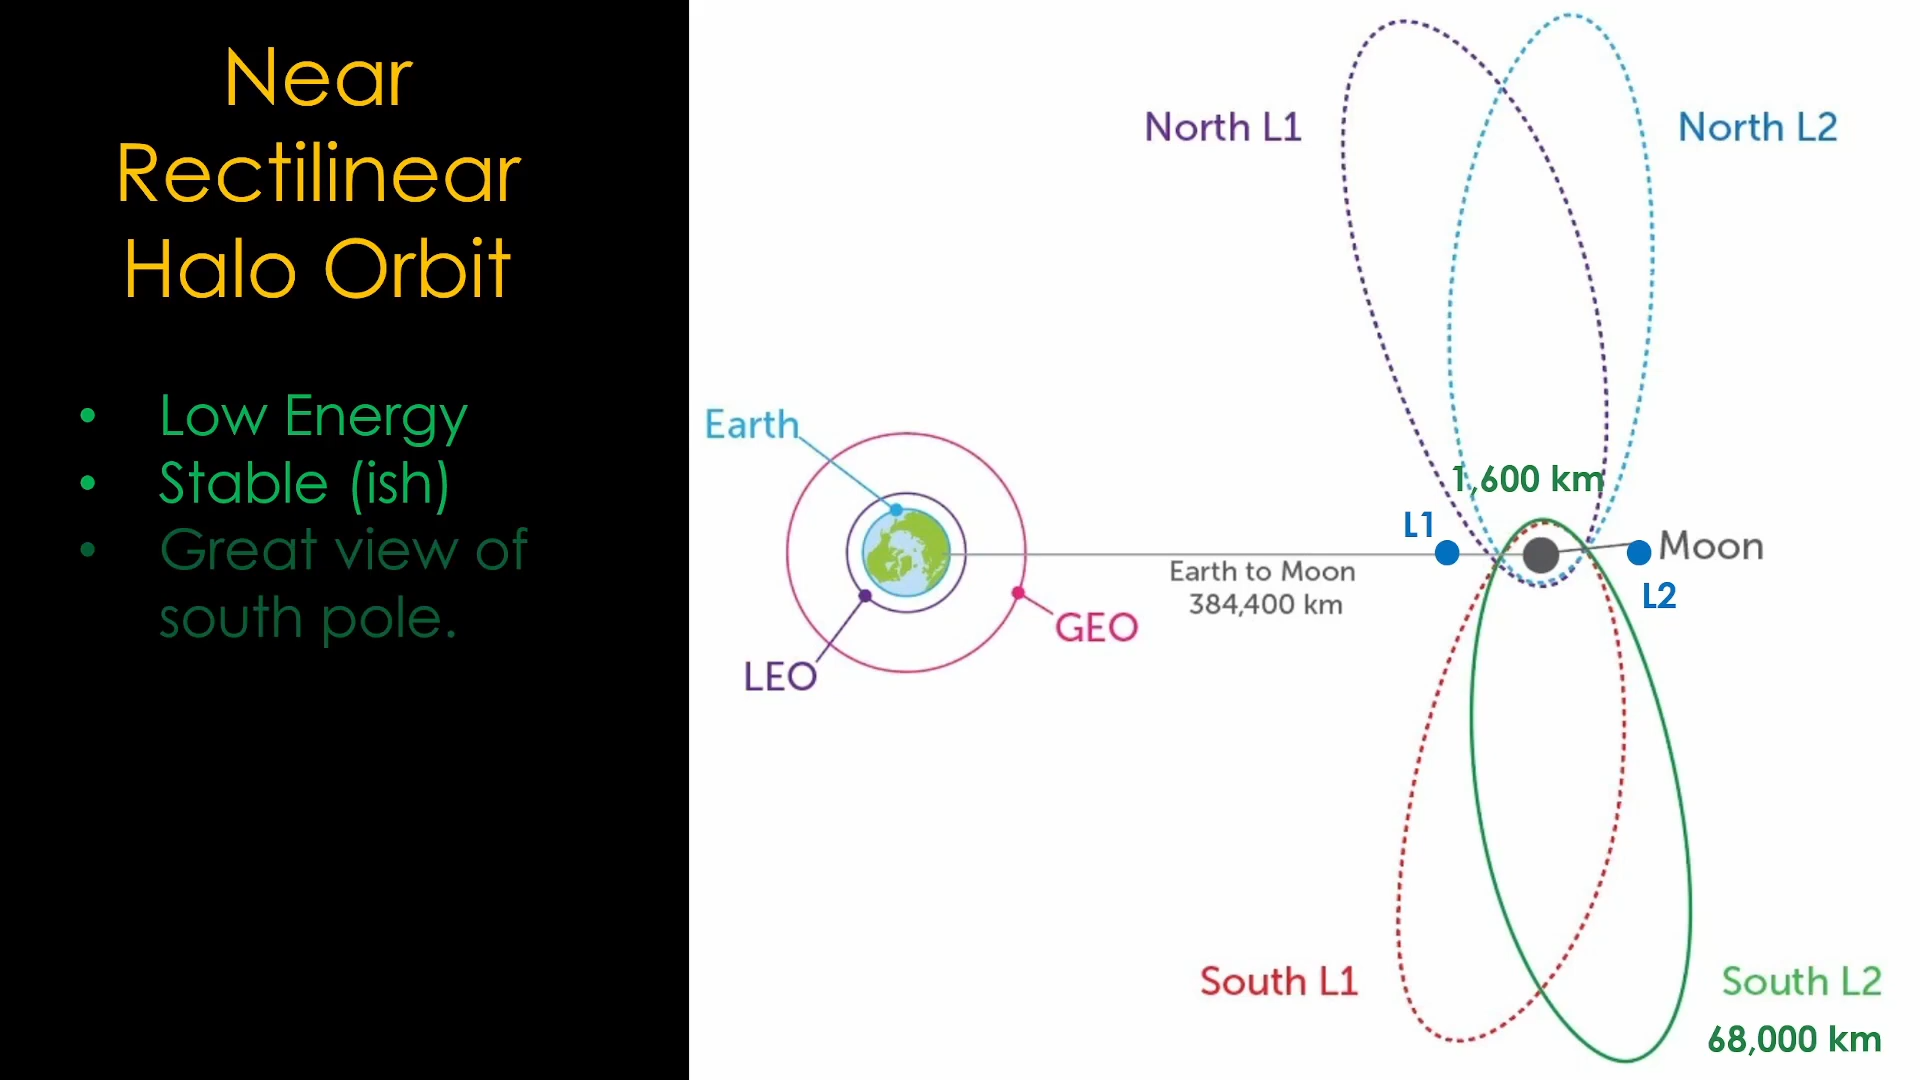 Near
Rectilinear
Halo Orbit
• Low Energy
• Stable (ish)
• Great view of
south pole.
North L1
North L2
Earth
1,600 km
L1
Moon
Earth to Moon
384,400 km
L2
GEO
LEO
South L1
South L2
68,000 km